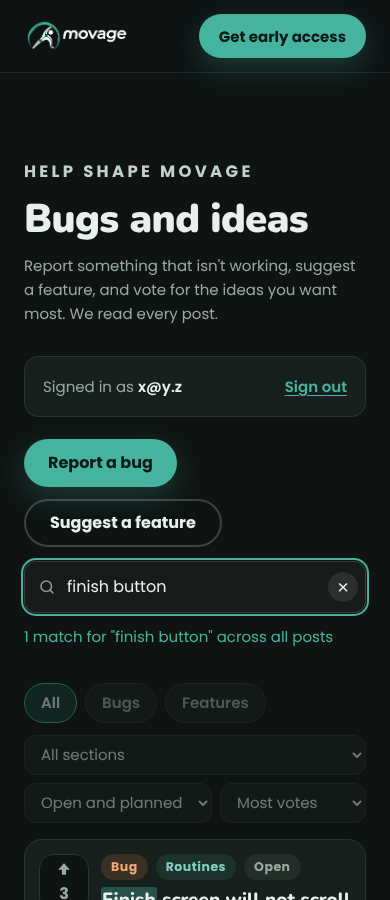 movage
Get early access
HELP SHAPE MOVAGE
Bugs and ideas
Report something that isn't working, suggest
a feature, and vote for the ideas you want
most. We read every post.
Signed in as x@y.z
Sign out
Report a bug
Suggest a feature
finish button
1 match for "finish button" across all posts
All
Bugs
Features
All sections
Open and planned
Most votes
Bug
Routines
Open
3
Finish screen will not scroll